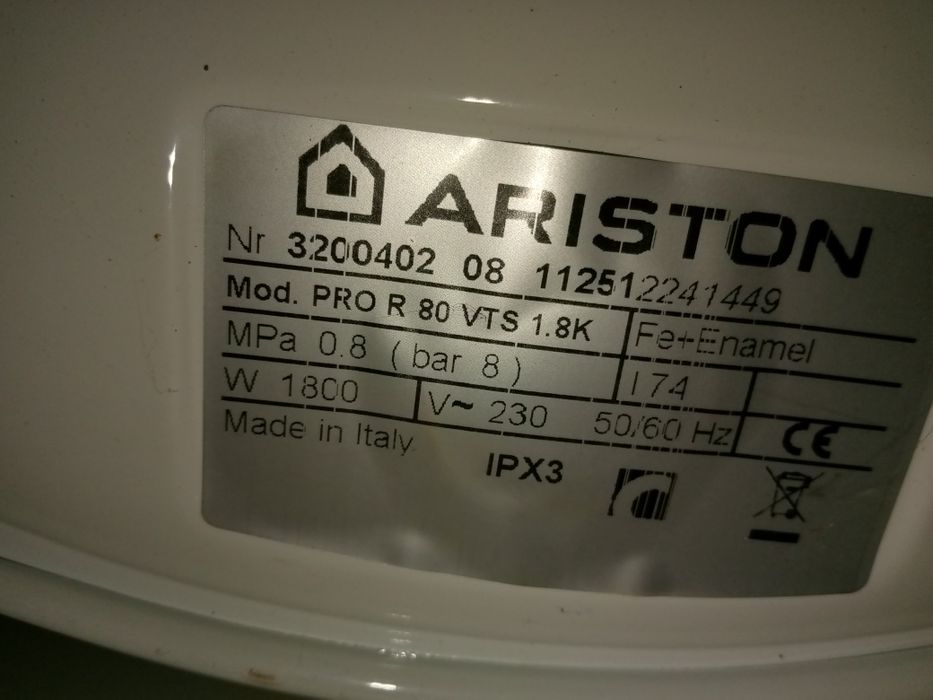 ARISTON
Nr 3200402 08 112512241449
Mod. PRO R 80 VTS 1.8K Fe+Enamel
MPa 0.8 ( bar 8 ) l 74
W 1800 V~ 230 50/60 Hz CE
Made in Italy
IPX3